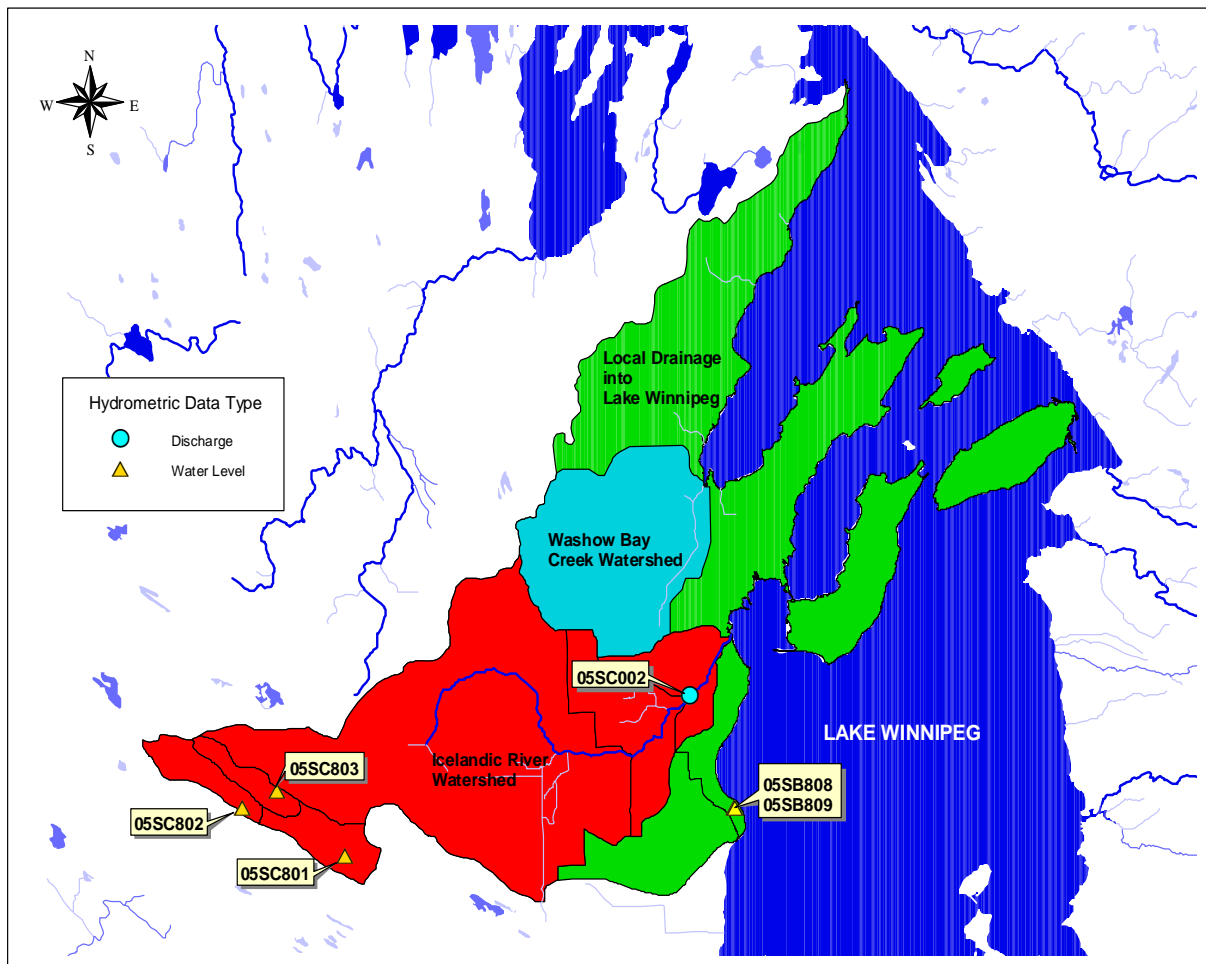 N
W E
S
Hydrometric Data Type
Discharge
Water Level
Local Drainage
into
Lake Winnipeg
Washow Bay
Creek Watershed
05SC002
LAKE WINNIPEG
Icelandic River
Watershed
05SC803
05SC802
05SC801
05SB808
05SB809